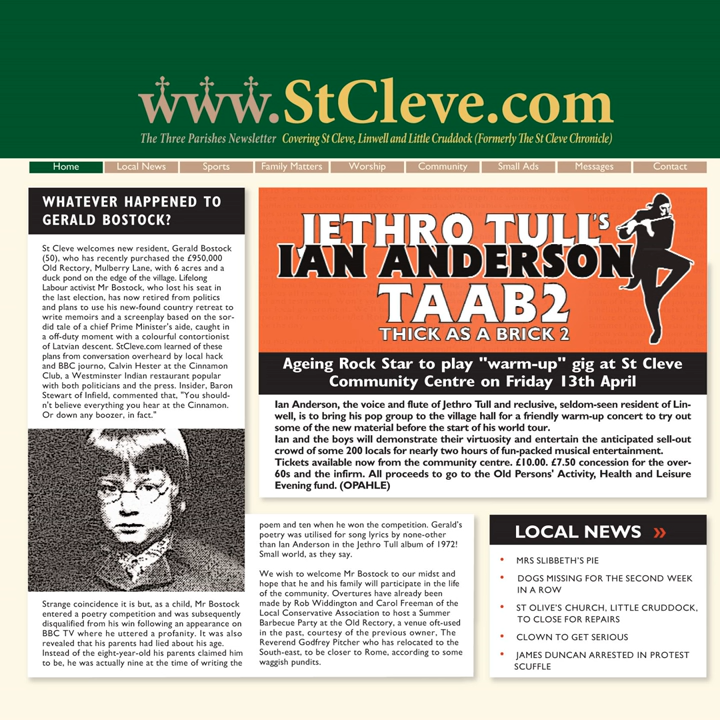 www.StCleve.com
The Three Parishes Newsletter Covering St Cleve, Linwell and Little Cruddock (Formerly The St Cleve Chronicle)
Home Local News Sports Family Matters Worship Community Small Ads Messages Contact
WHATEVER HAPPENED TO
GERALD BOSTOCK?
St Cleve welcomes new resident, Gerald Bostock
(50), who has recently purchased the £950,000
Old Rectory, Mulberry Lane, with 6 acres and a
duck pond on the edge of the village. Lifelong
Labour activist Mr Bostock, who lost his seat in
the last election, has now retired from politics
and plans to use his new-found country retreat to
write memoirs and a screenplay based on the sor-
did tale of a chief Prime Minister's aide, caught in
a off-duty moment with a colourful contortionist
of Latvian descent. StCleve.com learned of these
plans from conversation overheard by local hack
and BBC journo, Calvin Hester at the Cinnamon
Club, a Westminster Indian restaurant popular
with both politicians and the press. Insider, Baron
Stewart of Infield, commented that, "You should-
n't believe everything you hear at the Cinnamon.
Or down any boozer, in fact."
Strange coincidence it is but, as a child, Mr Bostock
entered a poetry competition and was subsequently
disqualified from his win following an appearance on
BBC TV where he uttered a profanity. It was also
revealed that his parents had lied about his age.
Instead of the eight-year-old his parents claimed him
to be, he was actually nine at the time of writing the
poem and ten when he won the competition. Gerald's
poetry was utilised for song lyrics by none-other
than Ian Anderson in the Jethro Tull album of 1972!
Small world, as they say.
We wish to welcome Mr Bostock to our midst and
hope that he and his family will participate in the life
of the community. Overtures have already been
made by Rob Widdington and Carol Freeman of the
Local Conservative Association to host a Summer
Barbecue Party at the Old Rectory, a venue oft-used
in the past, courtesy of the previous owner, The
Reverend Godfrey Pitcher who has relocated to the
South-east, to be closer to Rome, according to some
waggish pundits.
JETHRO TULL's
IAN ANDERSON
TAAB2
THICK AS A BRICK 2
Ageing Rock Star to play "warm-up" gig at St Cleve
Community Centre on Friday 13th April
Ian Anderson, the voice and flute of Jethro Tull and reclusive, seldom-seen resident of Lin-
well, is to bring his pop group to the village hall for a friendly warm-up concert to try out
some of the new material before the start of his world tour.
Ian and the boys will demonstrate their virtuosity and entertain the anticipated sell-out
crowd of some 200 locals for nearly two hours of fun-packed musical entertainment.
Tickets available now from the community centre. £10.00. £7.50 concession for the over-
60s and the infirm. All proceeds to go to the Old Persons' Activity, Health and Leisure
Evening fund. (OPAHLE)
LOCAL NEWS »
• MRS SLIBBETH'S PIE
• DOGS MISSING FOR THE SECOND WEEK
IN A ROW
• ST OLIVE'S CHURCH, LITTLE CRUDDOCK,
TO CLOSE FOR REPAIRS
• CLOWN TO GET SERIOUS
• JAMES DUNCAN ARRESTED IN PROTEST
SCUFFLE